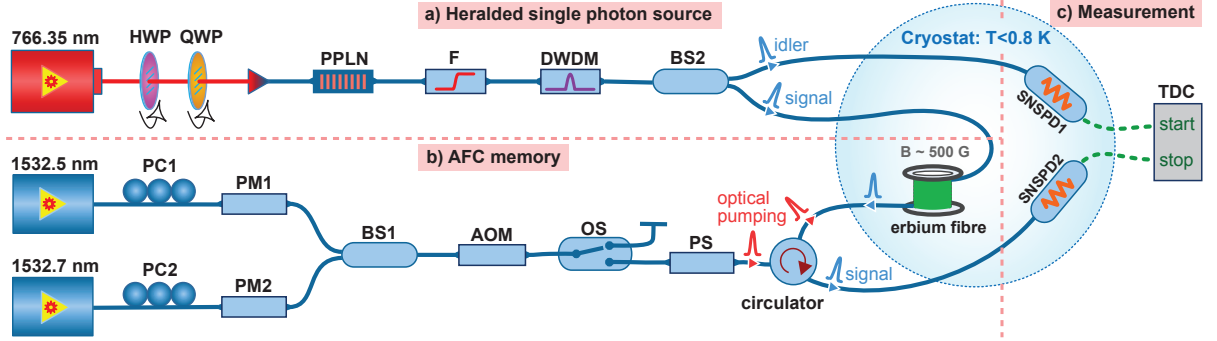 a) Heralded single photon source
c) Measurement
766.35 nm
HWP
QWP
PPLN
F
DWDM
BS2
idler
signal
Cryostat: T<0.8 K
SNSPD1
TDC
start
stop
SNSPD2
b) AFC memory
1532.5 nm
PC1
PM1
BS1
AOM
OS
PS
optical
pumping
B ~ 500 G
erbium fibre
circulator
signal
1532.7 nm
PC2
PM2